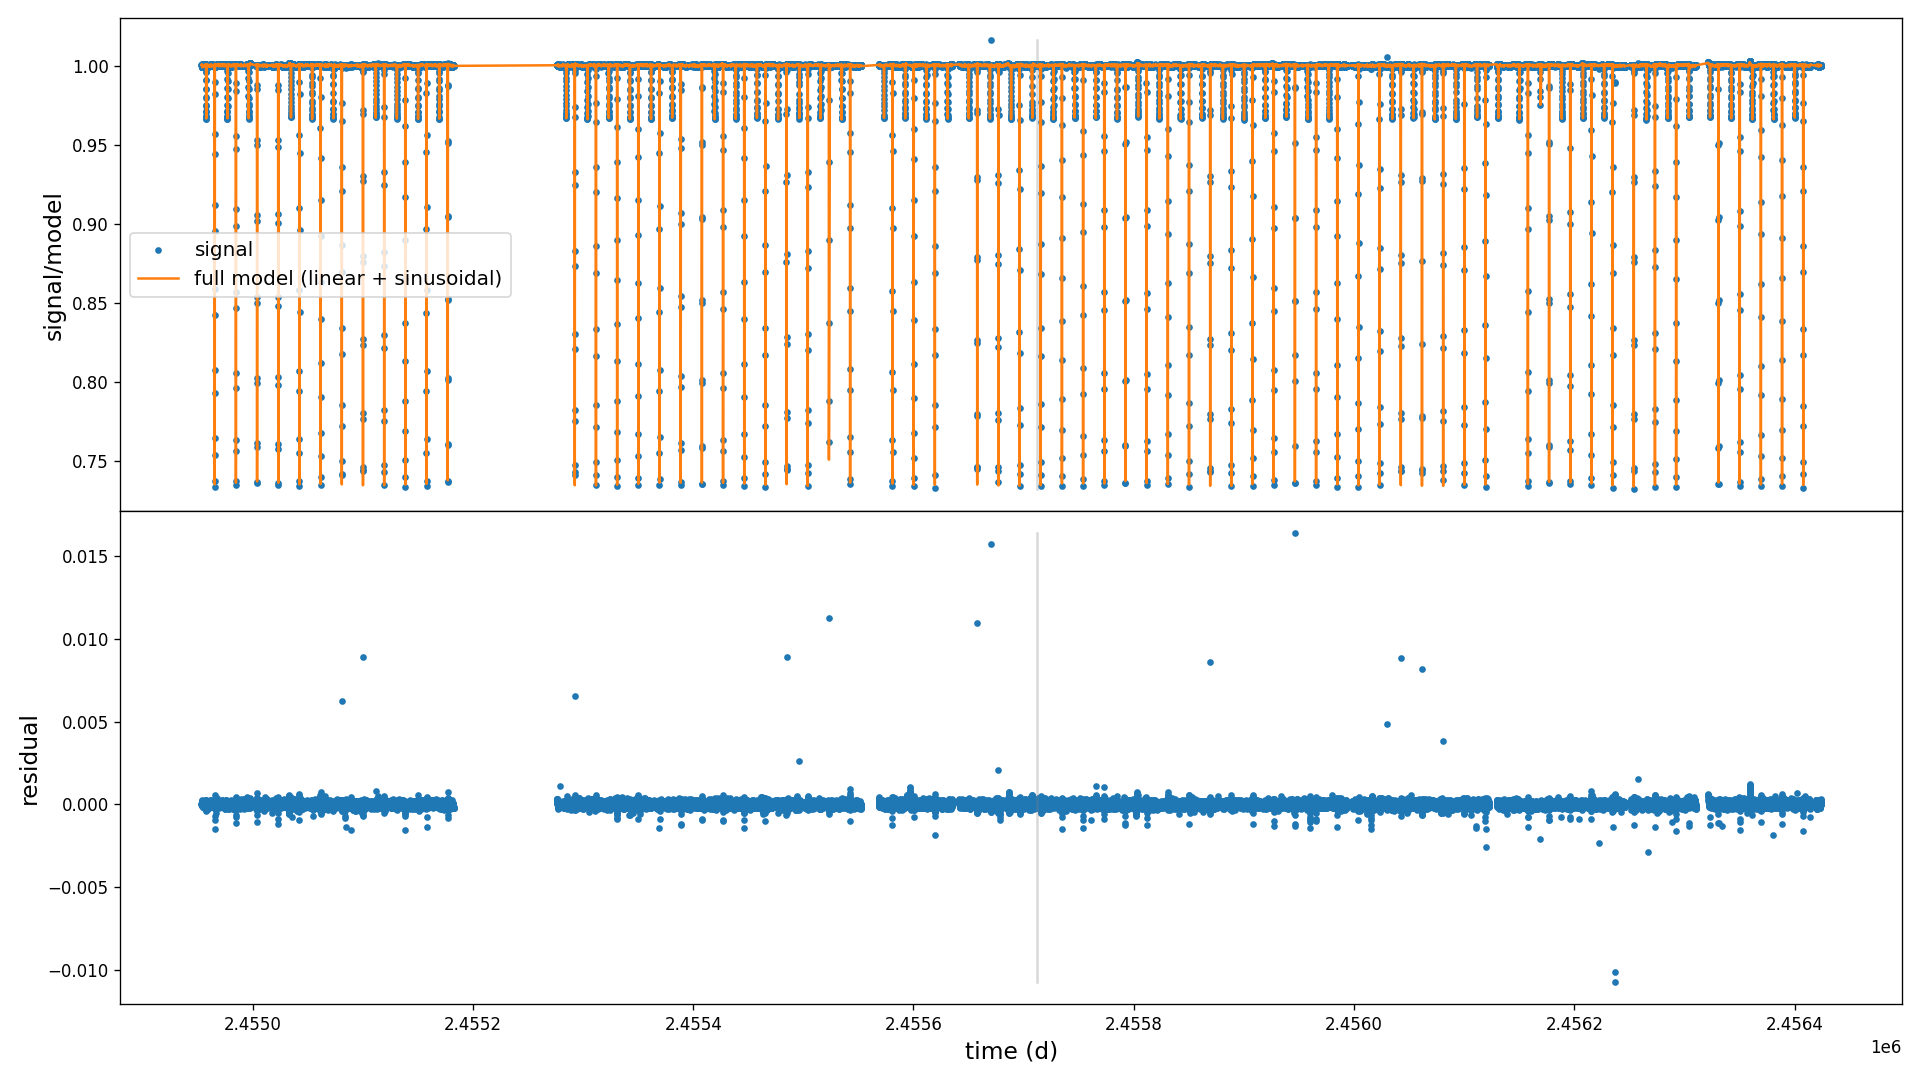 signal/model
1.00
0.95
0.90
0.85
0.80
0.75
signal
full model (linear + sinusoidal)
residual
0.015
0.010
0.005
0.000
−0.005
−0.010
2.4550 2.4552 2.4554 2.4556 2.4558 2.4560 2.4562 2.4564
time (d)
1e6